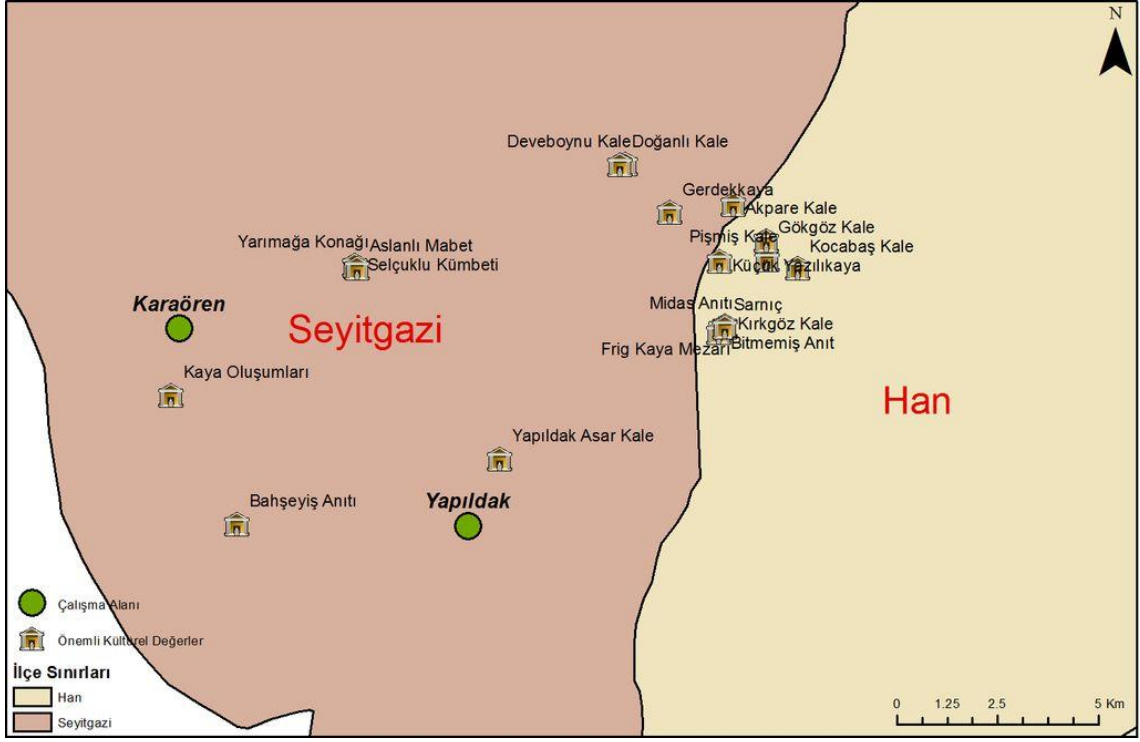 N
Deveboynu Kale Doğanlı Kale
Gerdekkaya
Akpare Kale
Gökgöz Kale
Pişmiş Kale
Kocabaş Kale
Küçük Yazılıkaya
Yarımağa Konağı Aslanlı Mabet
Selçuklu Kümbeti
Karaören
Seyitgazi
Midas Anıtı Sarnıç
Kırkgöz Kale
Frig Kaya Mezarı Bitmemiş Anıt
Kaya Oluşumları
Han
Yapıldak Asar Kale
Bahşeyiş Anıtı
Yapıldak
Çalışma Alanı
Önemli Kültürel Değerler
İlçe Sınırları
Han
Seyitgazi
0 1.25 2.5 5 Km